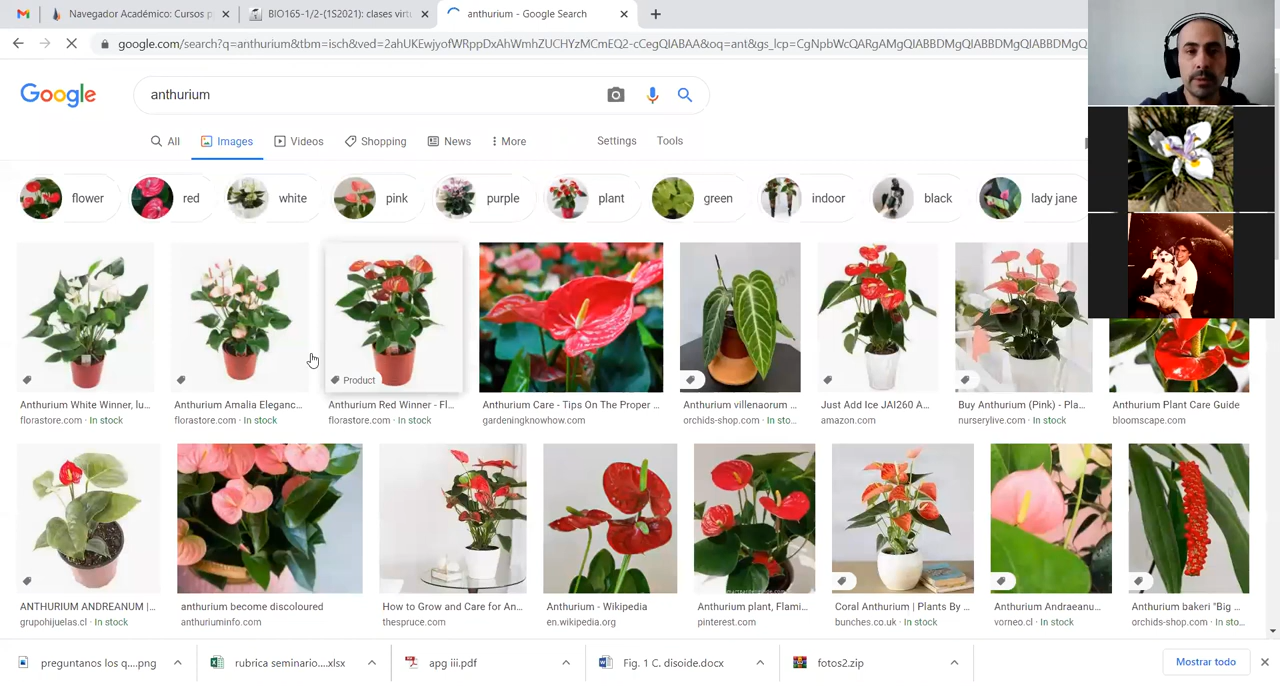 Navegador Académico: Cursos p
BIO165-1/2-(1S2021): clases virtu
anthurium - Google Search
google.com/search?q=anthurium&tbm=isch&ved=2ahUKEwjyofWRppDxAhWmhZUCHYzMCmEQ2-cCegQIABAA&oq=ant&gs_lcp=CgNpbWcQARgAMgQIABBDMgQIABBDMgQIABBDMgQIABBDMgQIABBDMgQIABBD
Google
anthurium
All Images Videos Shopping News More Settings Tools
flower red white pink purple plant green indoor black lady jane
Product
Anthurium White Winner, lu...
florastore.com · In stock
Anthurium Amalia Eleganc...
florastore.com · In stock
Anthurium Red Winner - Fl...
florastore.com · In stock
Anthurium Care - Tips On The Proper ...
gardeningknowhow.com
Anthurium villenaorum ...
orchids-shop.com · In sto...
Just Add Ice JAI260 A...
amazon.com
Buy Anthurium (Pink) - Pla...
nurserylive.com · In stock
Anthurium Plant Care Guide
bloomscape.com
ANTHURIUM ANDREANUM |...
grupohijuelas.cl · In stock
anthurium become discoloured
anthuriuminfo.com
How to Grow and Care for An...
thespruce.com
Anthurium - Wikipedia
en.wikipedia.org
Anthurium plant, Flami...
pinterest.com
Coral Anthurium | Plants By ...
bunches.co.uk · In stock
Anthurium Andraeanu...
vorneo.cl · In stock
Anthurium bakeri "Big ...
orchids-shop.com · In sto...
preguntanos los q....png
rubrica seminario....xlsx
apg iii.pdf
Fig. 1 C. disoide.docx
fotos2.zip
Mostrar todo